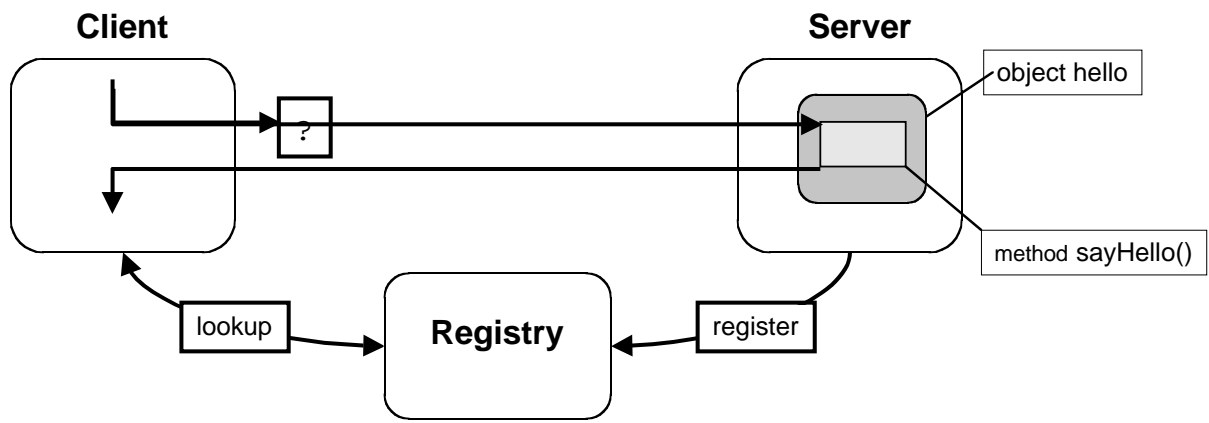 Client
Server
object hello
?
method sayHello()
lookup
Registry
register